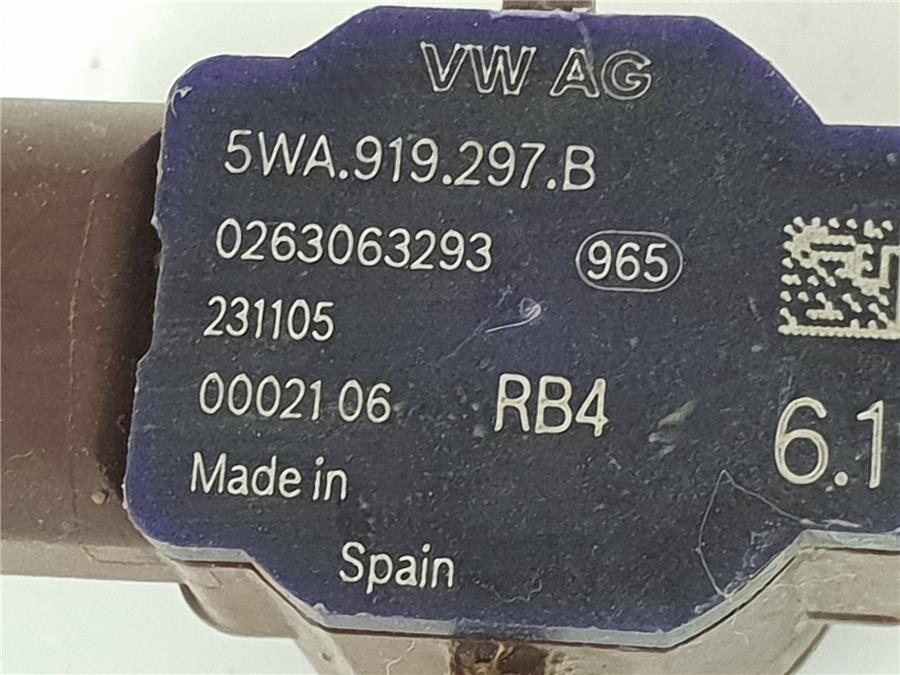 VW AG
5WA.919.297.B
0263063293 965
231105
00021 06 RB4 6.1
Made in
Spain